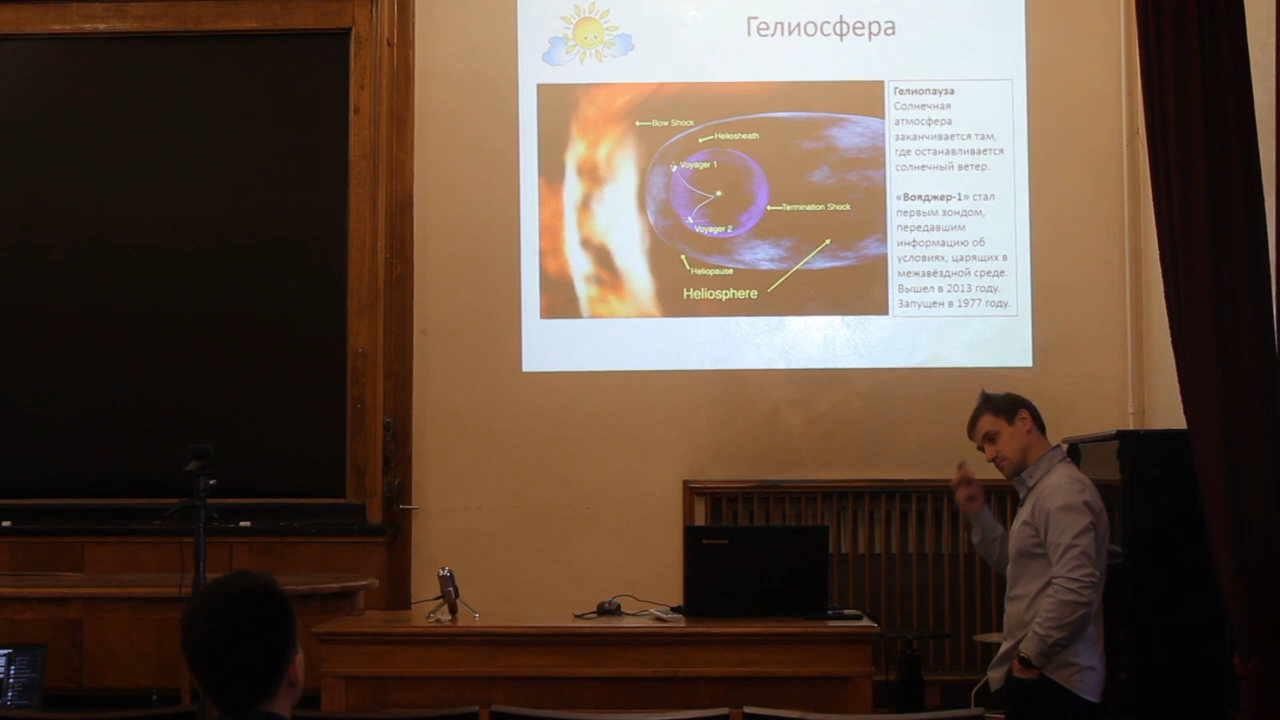 Гелиосфера
Bow Shock
Heliosheath
Voyager 1
Termination Shock
Voyager 2
Heliopause
Heliosphere
Гелиопауза
Солнечная
атмосфера
заканчивается там,
где останавливается
солнечный ветер.
«Вояджер-1» стал
первым зондом,
передавшим
информацию об
условиях, царящих в
межзвёздной среде.
Вышел в 2013 году.
Запущен в 1977 году.